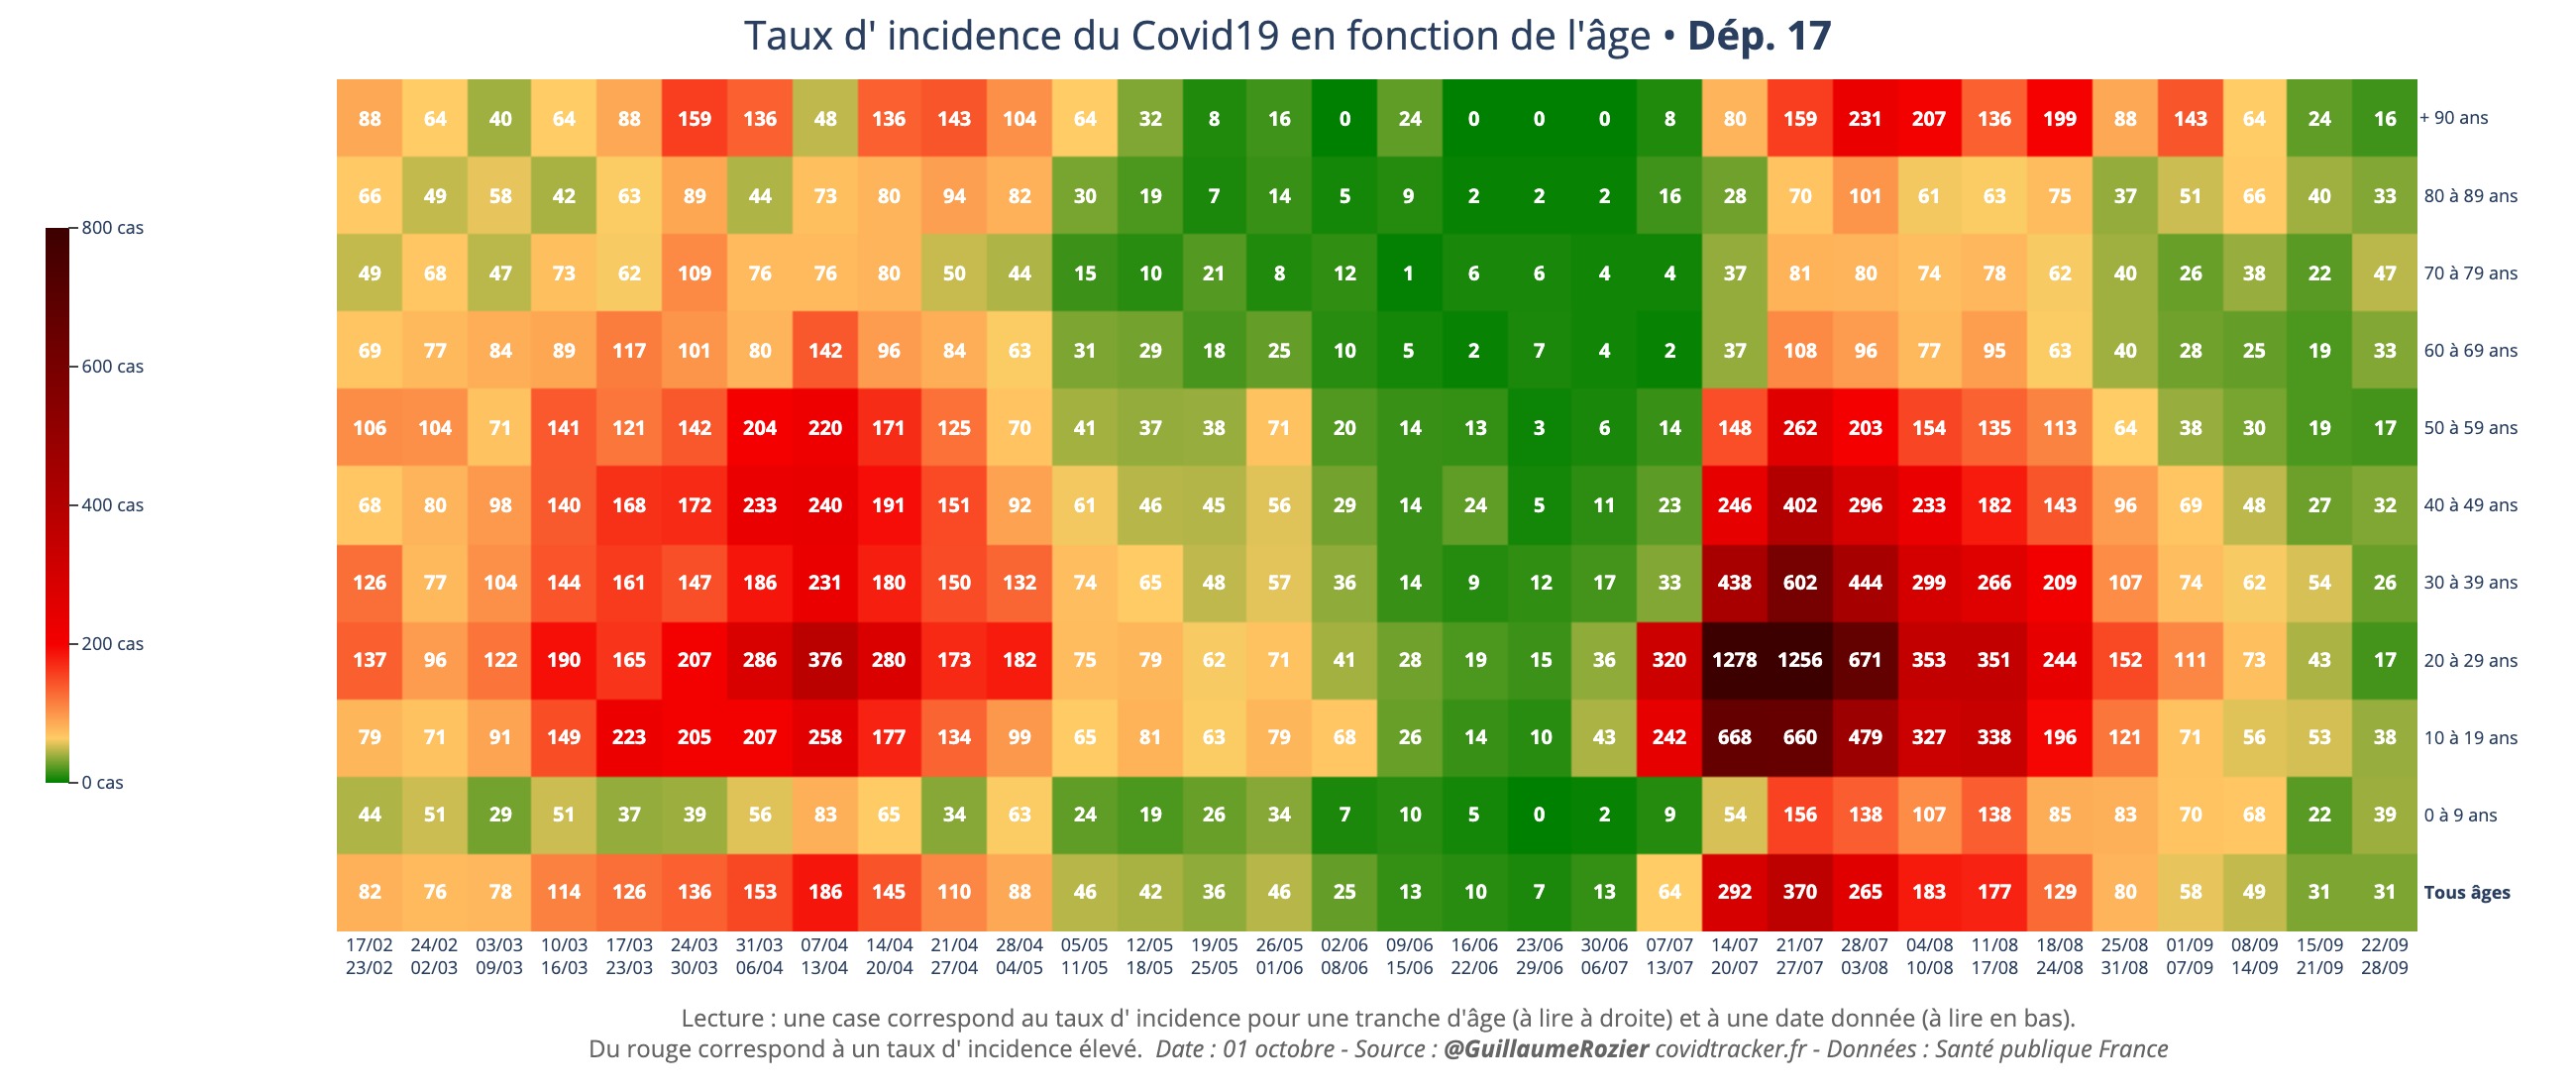 Taux d' incidence du Covid19 en fonction de l'âge • Dép. 17
800 cas
600 cas
400 cas
200 cas
0 cas
88 64 40 64 88 159 136 48 136 143 104 64 32 8 16 0 24 0 0 0 8 80 159 231 207 136 199 88 143 64 24 16 + 90 ans
66 49 58 42 63 89 44 73 80 94 82 30 19 7 14 5 9 2 2 2 16 28 70 101 61 63 75 37 51 66 40 33 80 à 89 ans
49 68 47 73 62 109 76 76 80 50 44 15 10 21 8 12 1 6 6 4 4 37 81 80 74 78 62 40 26 38 22 47 70 à 79 ans
69 77 84 89 117 101 80 142 96 84 63 31 29 18 25 10 5 2 7 4 2 37 108 96 77 95 63 40 28 25 19 33 60 à 69 ans
106 104 71 141 121 142 204 220 171 125 70 41 37 38 71 20 14 13 3 6 14 148 262 203 154 135 113 64 38 30 19 17 50 à 59 ans
68 80 98 140 168 172 233 240 191 151 92 61 46 45 56 29 14 24 5 11 23 246 402 296 233 182 143 96 69 48 27 32 40 à 49 ans
126 77 104 144 161 147 186 231 180 150 132 74 65 48 57 36 14 9 12 17 33 438 602 444 299 266 209 107 74 62 54 26 30 à 39 ans
137 96 122 190 165 207 286 376 280 173 182 75 79 62 71 41 28 19 15 36 320 1278 1256 671 353 351 244 152 111 73 43 17 20 à 29 ans
79 71 91 149 223 205 207 258 177 134 99 65 81 63 79 68 26 14 10 43 242 668 660 479 327 338 196 121 71 56 53 38 10 à 19 ans
44 51 29 51 37 39 56 83 65 34 63 24 19 26 34 7 10 5 0 2 9 54 156 138 107 138 85 83 70 68 22 39 0 à 9 ans
82 76 78 114 126 136 153 186 145 110 88 46 42 36 46 25 13 10 7 13 64 292 370 265 183 177 129 80 58 49 31 31 Tous âges
17/02 24/02 03/03 10/03 17/03 24/03 31/03 07/04 14/04 21/04 28/04 05/05 12/05 19/05 26/05 02/06 09/06 16/06 23/06 30/06 07/07 14/07 21/07 28/07 04/08 11/08 18/08 25/08 01/09 08/09 15/09 22/09
23/02 02/03 09/03 16/03 23/03 30/03 06/04 13/04 20/04 27/04 04/05 11/05 18/05 25/05 01/06 08/06 15/06 22/06 29/06 06/07 13/07 20/07 27/07 03/08 10/08 17/08 24/08 31/08 07/09 14/09 21/09 28/09
Lecture : une case correspond au taux d' incidence pour une tranche d'âge (à lire à droite) et à une date donnée (à lire en bas).
Du rouge correspond à un taux d' incidence élevé. Date : 01 octobre - Source : @GuillaumeRozier covidtracker.fr - Données : Santé publique France